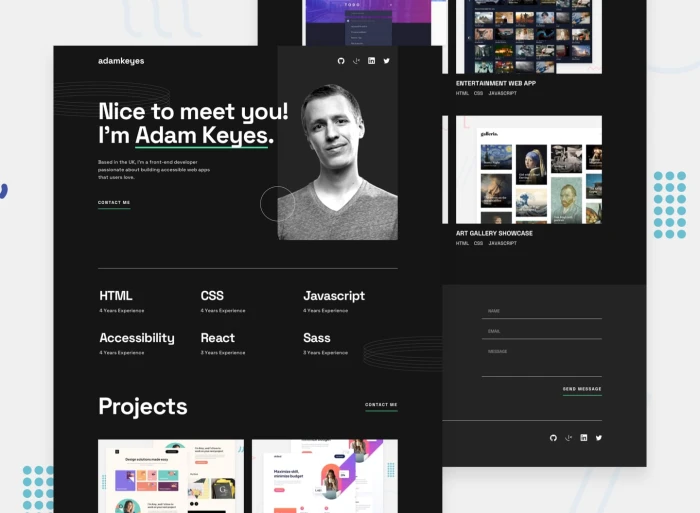 adamkeyes
Nice to meet you!
I'm Adam Keyes.
Based in the UK, I'm a front-end developer
passionate about building accessible web apps
that users love.
CONTACT ME
HTML
4 Years Experience
CSS
4 Years Experience
Javascript
4 Years Experience
Accessibility
4 Years Experience
React
3 Years Experience
Sass
3 Years Experience
Projects
CONTACT ME
Design solutions made easy
Maximise skill,
minimise budget
TODO
ENTERTAINMENT WEB APP
HTML CSS JAVASCRIPT
galleria.
ART GALLERY SHOWCASE
HTML CSS JAVASCRIPT
NAME
EMAIL
MESSAGE
SEND MESSAGE